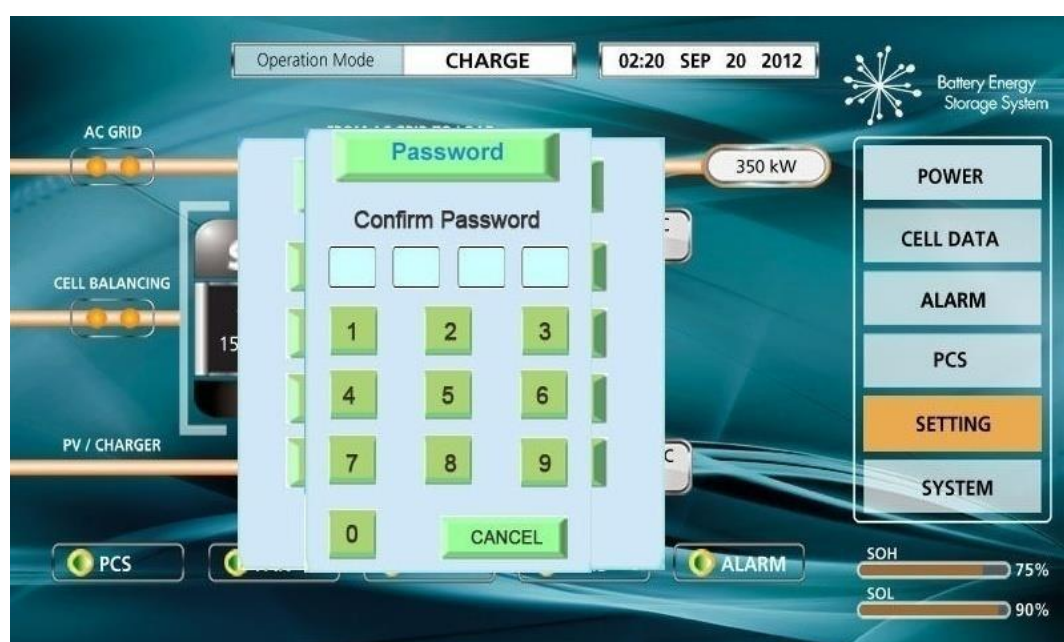 Operation Mode CHARGE 02:20 SEP 20 2012
Battery Energy
Storage System
AC GRID
350 kW
CELL BALANCING
15
PV / CHARGER
Password
Confirm Password
1 2 3
4 5 6
7 8 9
0 CANCEL
POWER
CELL DATA
ALARM
PCS
SETTING
SYSTEM
PCS
ALARM
SOH
75%
SOL
90%